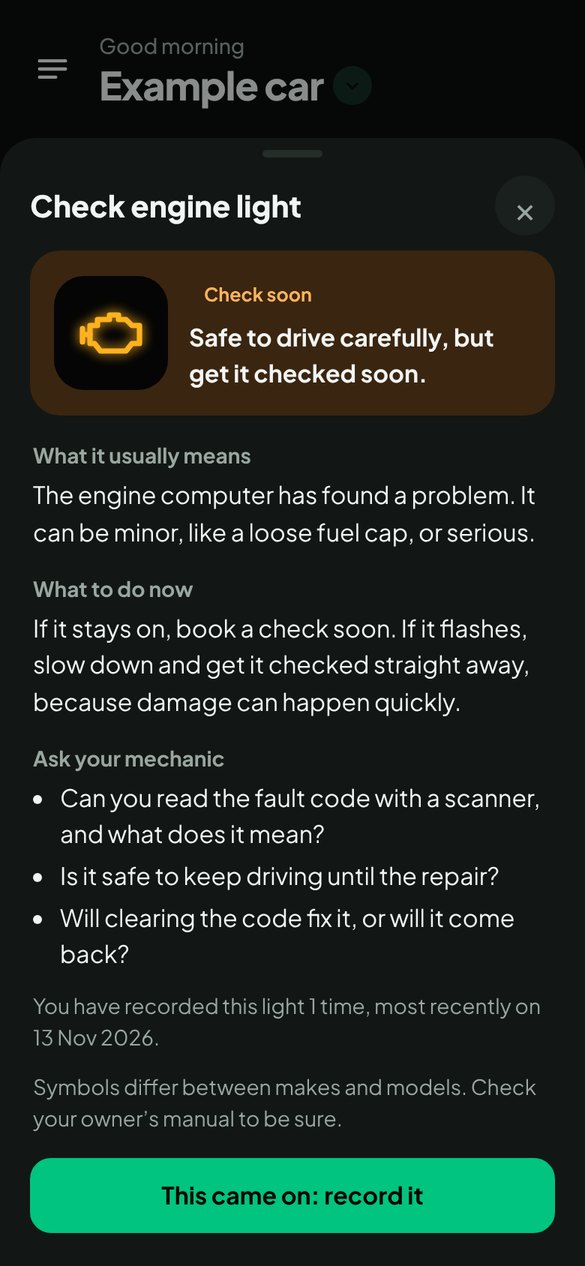 Good morning
Example car
Check engine light
Check soon
Safe to drive carefully, but
get it checked soon.
What it usually means
The engine computer has found a problem. It
can be minor, like a loose fuel cap, or serious.
What to do now
If it stays on, book a check soon. If it flashes,
slow down and get it checked straight away,
because damage can happen quickly.
Ask your mechanic
• Can you read the fault code with a scanner,
and what does it mean?
• Is it safe to keep driving until the repair?
• Will clearing the code fix it, or will it come
back?
You have recorded this light 1 time, most recently on
13 Nov 2026.
Symbols differ between makes and models. Check
your owner’s manual to be sure.
This came on: record it